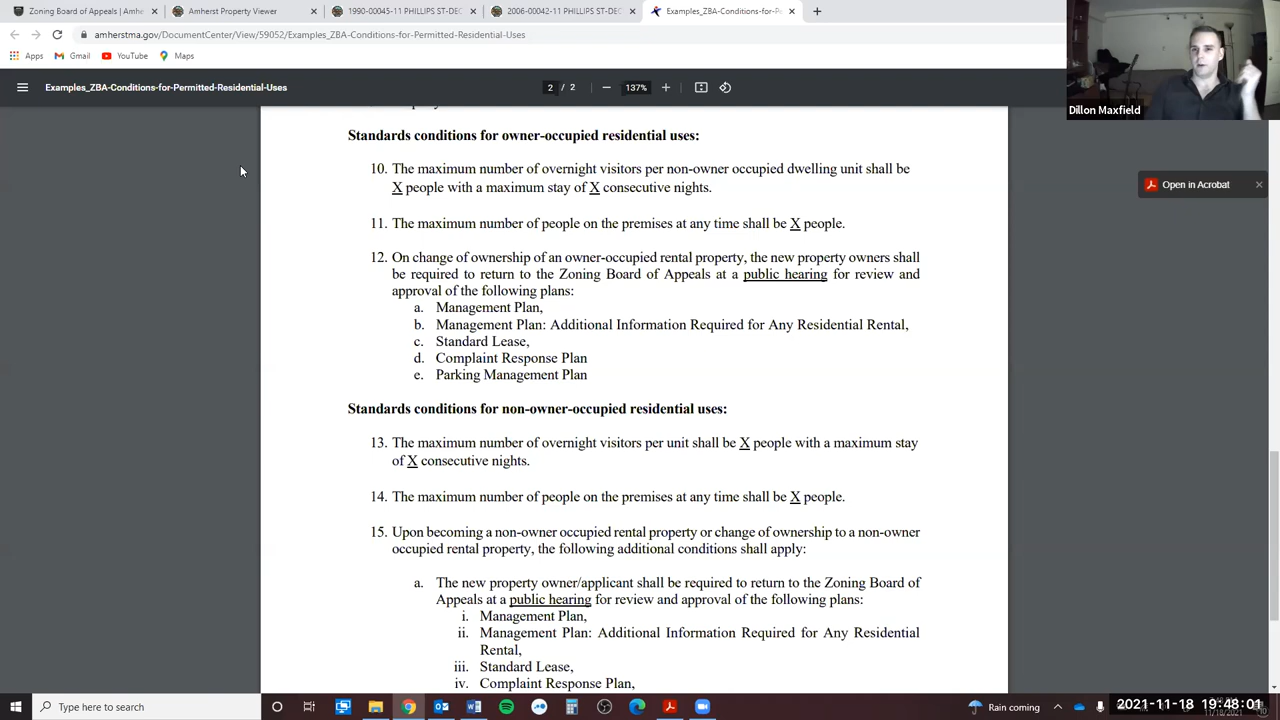 Zoning Board of Appeals | Amhe
Amherst Property Viewer
1990-00045-11 PHILLIPS ST-DEC
2006-00042-11 PHILLIPS ST-DEC
Examples_ZBA-Conditions-for-P
amherstma.gov/DocumentCenter/View/59052/Examples_ZBA-Conditions-for-Permitted-Residential-Uses
Apps
Gmail
YouTube
Maps
Examples_ZBA-Conditions-for-Permitted-Residential-Uses
2 / 2
137%
Dillon Maxfield
Open in Acrobat
Standards conditions for owner-occupied residential uses:
10. The maximum number of overnight visitors per non-owner occupied dwelling unit shall be
X people with a maximum stay of X consecutive nights.
11. The maximum number of people on the premises at any time shall be X people.
12. On change of ownership of an owner-occupied rental property, the new property owners shall
be required to return to the Zoning Board of Appeals at a public hearing for review and
approval of the following plans:
a. Management Plan,
b. Management Plan: Additional Information Required for Any Residential Rental,
c. Standard Lease,
d. Complaint Response Plan
e. Parking Management Plan
Standards conditions for non-owner-occupied residential uses:
13. The maximum number of overnight visitors per unit shall be X people with a maximum stay
of X consecutive nights.
14. The maximum number of people on the premises at any time shall be X people.
15. Upon becoming a non-owner occupied rental property or change of ownership to a non-owner
occupied rental property, the following additional conditions shall apply:
a. The new property owner/applicant shall be required to return to the Zoning Board of
Appeals at a public hearing for review and approval of the following plans:
i. Management Plan,
ii. Management Plan: Additional Information Required for Any Residential
Rental,
iii. Standard Lease,
iv. Complaint Response Plan,
Type here to search
Rain coming
2021-11-18 19:48:01